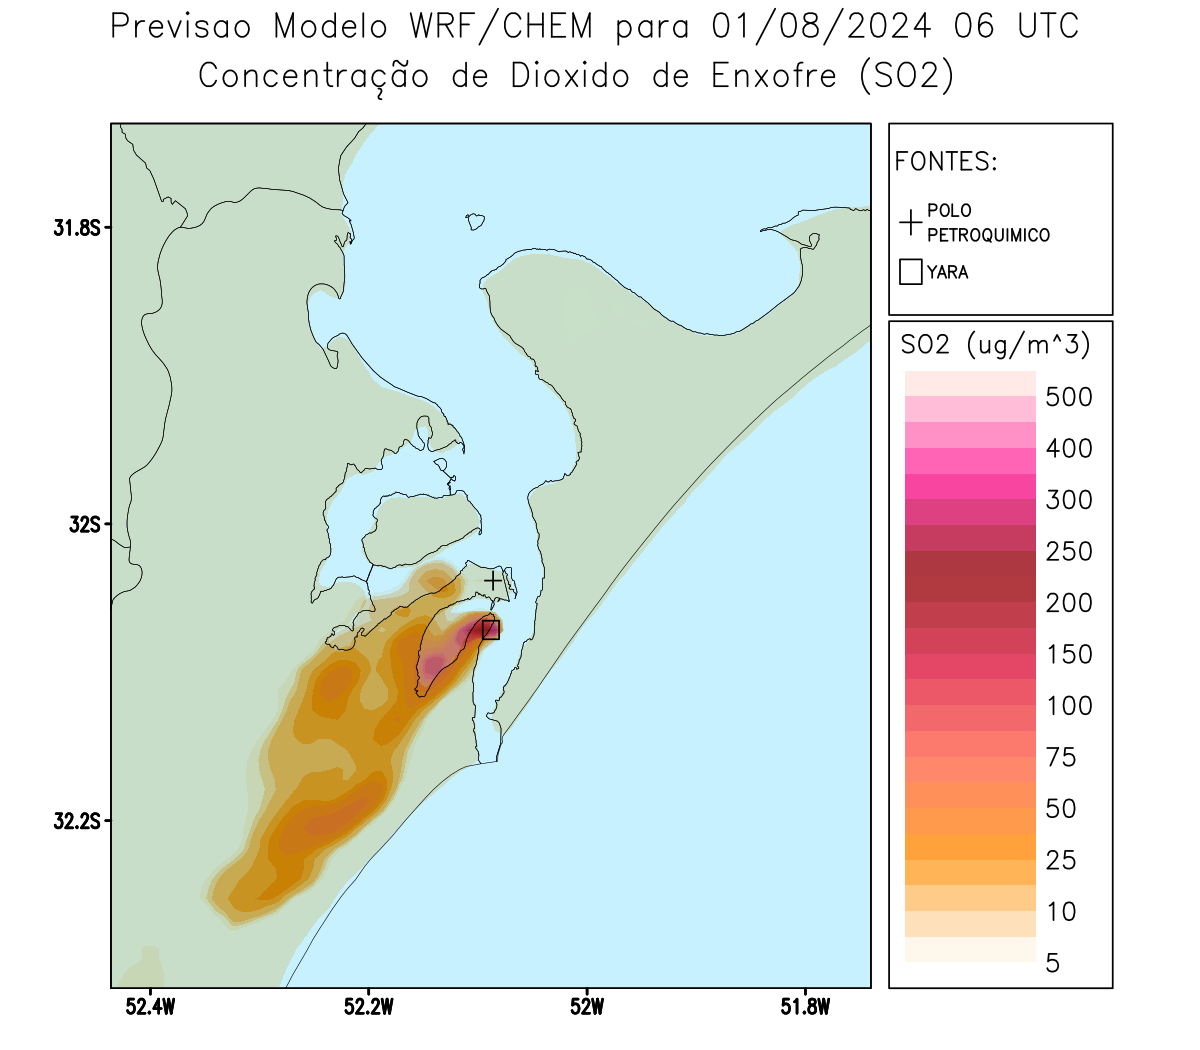 Previsao Modelo WRF/CHEM para 01/08/2024 06 UTC
Concentração de Dioxido de Enxofre (SO2)
FONTES:
POLO
PETROQUIMICO
YARA
SO2 (ug/m^3)
500
400
300
250
200
150
100
75
50
25
10
5
31.8S
32S
32.2S
52.4W
52.2W
52W
51.8W